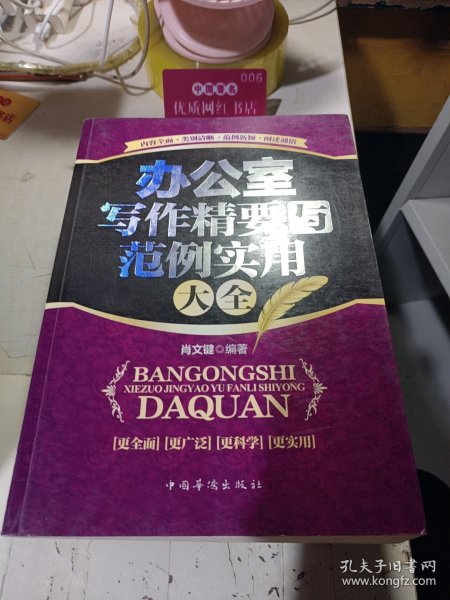 006
中国著名
优质网红书店
内容全面·类别清晰·范例新颖·阐述通俗
办公室
写作精要与
范例实用
大全
肖文键 编著
BANGONGSHI
XIEZUO JINGYAO YU FANLI SHIYONG
DAQUAN
[更全面] [更广泛] [更科学] [更实用]
中国华侨出版社
孔夫子旧书网
www.kongfz.com